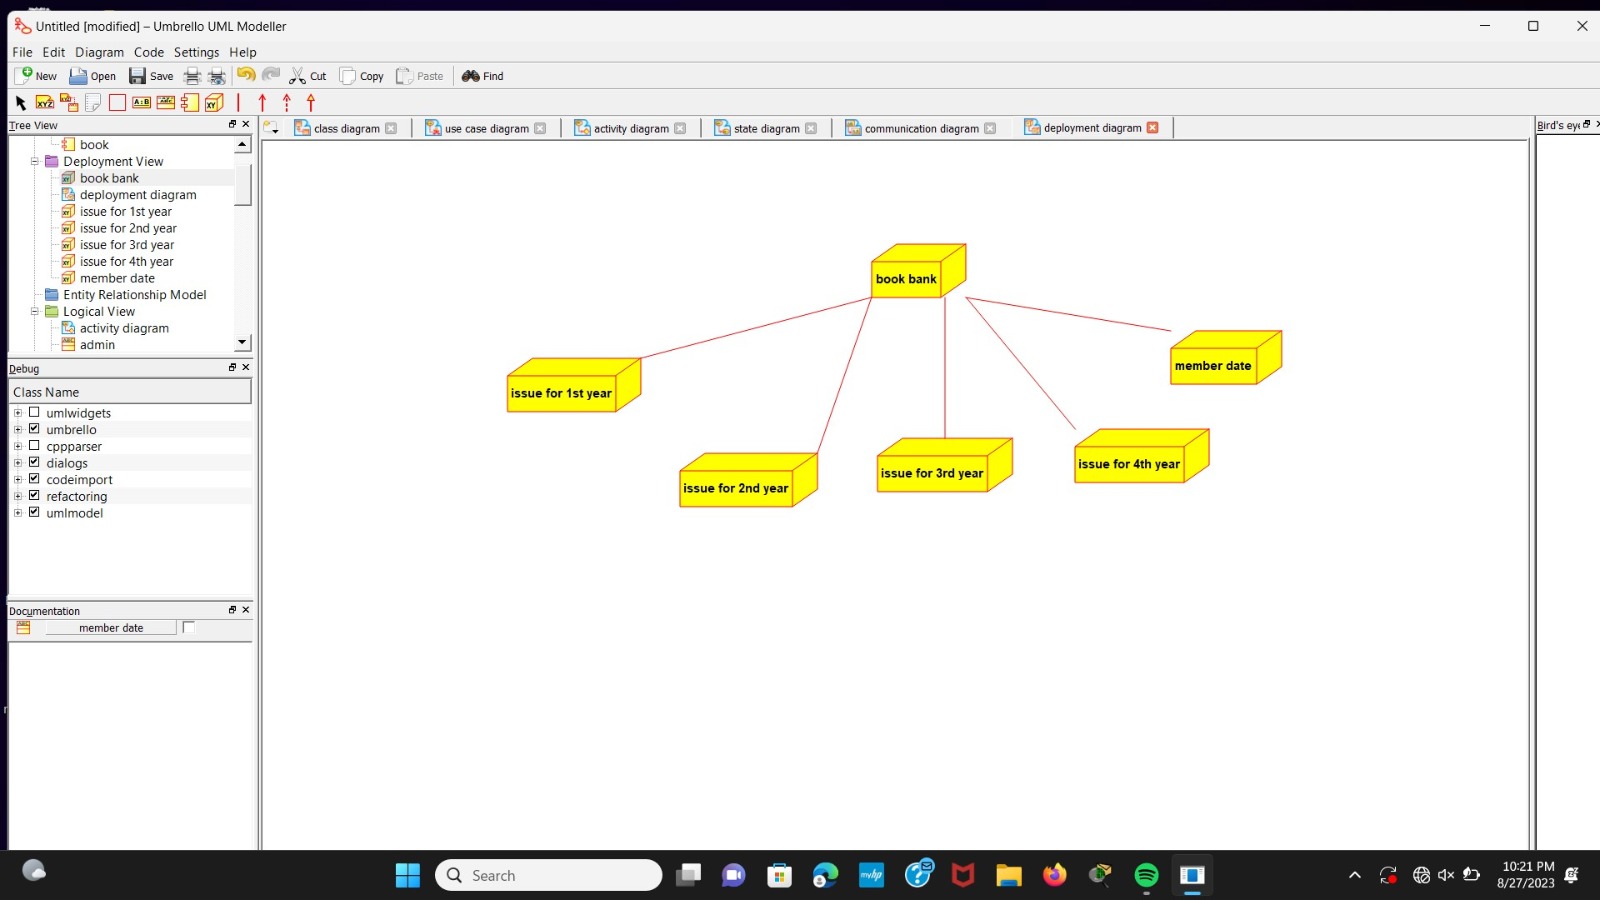 Untitled [modified] – Umbrello UML Modeller
File Edit Diagram Code Settings Help
New Open Save Cut Copy Paste Find
Tree View
class diagram use case diagram activity diagram state diagram communication diagram deployment diagram
Bird's eye
book
Deployment View
book bank
deployment diagram
issue for 1st year
issue for 2nd year
issue for 3rd year
issue for 4th year
member date
Entity Relationship Model
Logical View
activity diagram
admin
Debug
Class Name
umlwidgets
umbrello
cppparser
dialogs
codeimport
refactoring
umlmodel
Documentation
member date
book bank
member date
issue for 1st year
issue for 4th year
issue for 3rd year
issue for 2nd year
Search
myhp
10:21 PM
8/27/2023